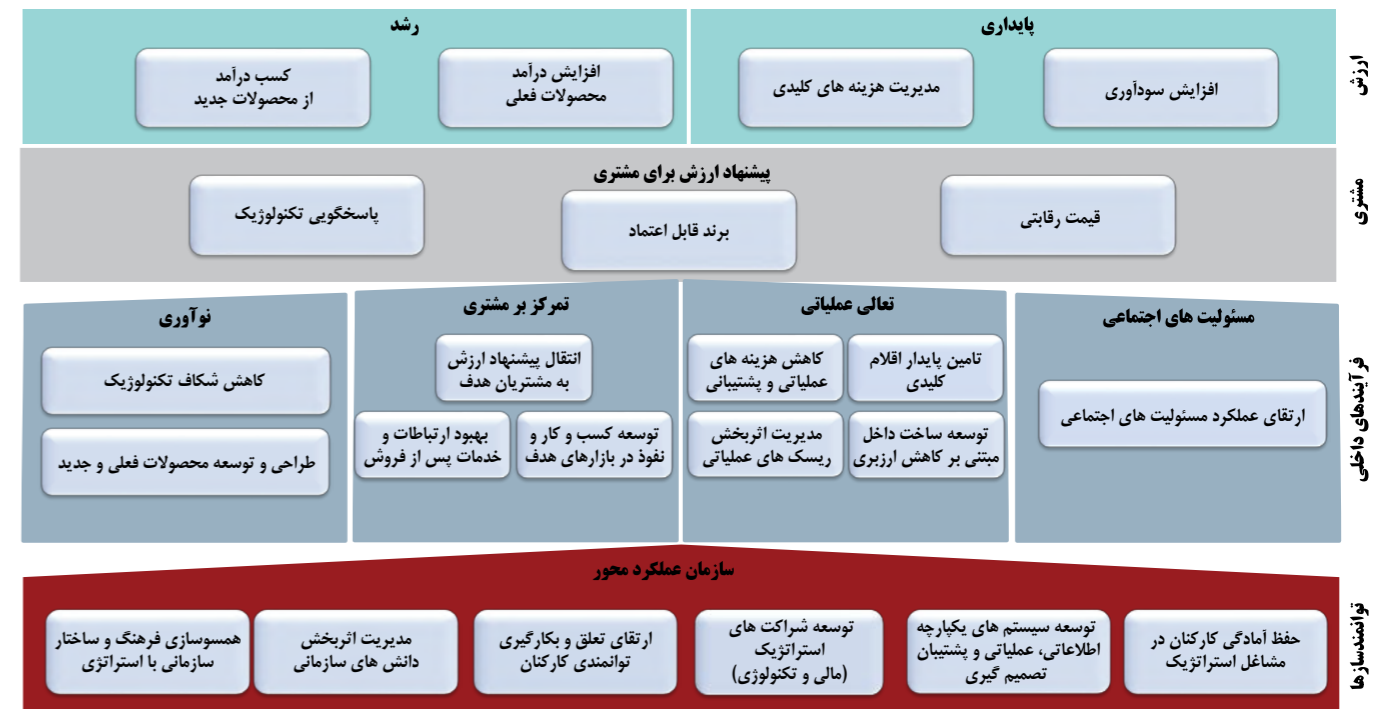 ارزش
پایداری
افزایش سودآوری
مدیریت هزینه های کلیدی
رشد
افزایش درآمد
محصولات فعلی
کسب درآمد
از محصولات جدید
مشتری
پیشنهاد ارزش برای مشتری
قیمت رقابتی
برند قابل اعتماد
پاسخگویی تکنولوژیک
فرآیندهای داخلی
مسئولیت های اجتماعی
ارتقای عملکرد مسئولیت های اجتماعی
تعالی عملیاتی
تامین پایدار اقلام
کلیدی
کاهش هزینه های
عملیاتی و پشتیبانی
توسعه ساخت داخل
مبتنی بر کاهش ارزبری
مدیریت اثربخش
ریسک های عملیاتی
تمرکز بر مشتری
انتقال پیشنهاد ارزش
به مشتریان هدف
توسعه کسب و کار و
نفوذ در بازارهای هدف
بهبود ارتباطات و
خدمات پس از فروش
نوآوری
کاهش شکاف تکنولوژیک
طراحی و توسعه محصولات فعلی و جدید
توانمندسازها
سازمان عملکرد محور
حفظ آمادگی کارکنان در
مشاغل استراتژیک
توسعه سیستم های یکپارچه
اطلاعاتی، عملیاتی و پشتیبان
تصمیم گیری
توسعه شراکت های
استراتژیک
(مالی و تکنولوژی)
ارتقای تعلق و بکارگیری
توانمندی کارکنان
مدیریت اثربخش
دانش های سازمانی
همسوسازی فرهنگ و ساختار
سازمانی با استراتژی